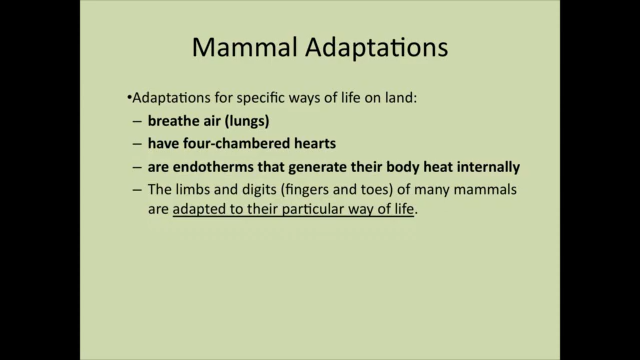 Mammal Adaptations
•Adaptations for specific ways of life on land:
– breathe air (lungs)
– have four-chambered hearts
– are endotherms that generate their body heat internally
– The limbs and digits (fingers and toes) of many mammals
are adapted to their particular way of life.